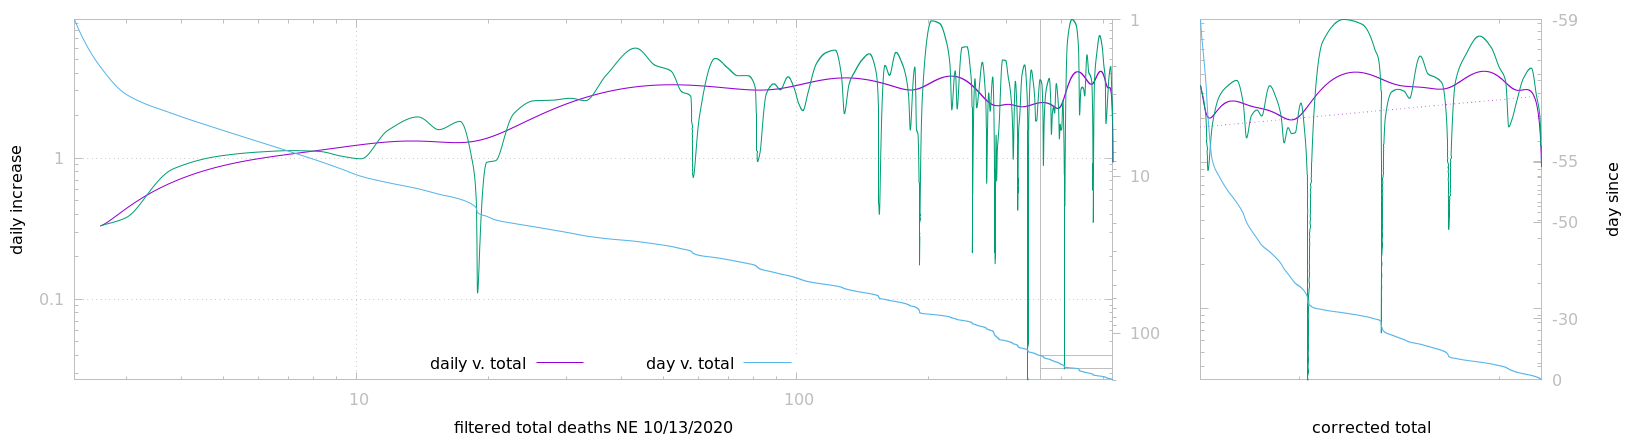 1
-59
1
10
-55
-50
0.1
-30
100
0
daily increase
day since
daily v. total
day v. total
10
100
filtered total deaths NE 10/13/2020
corrected total